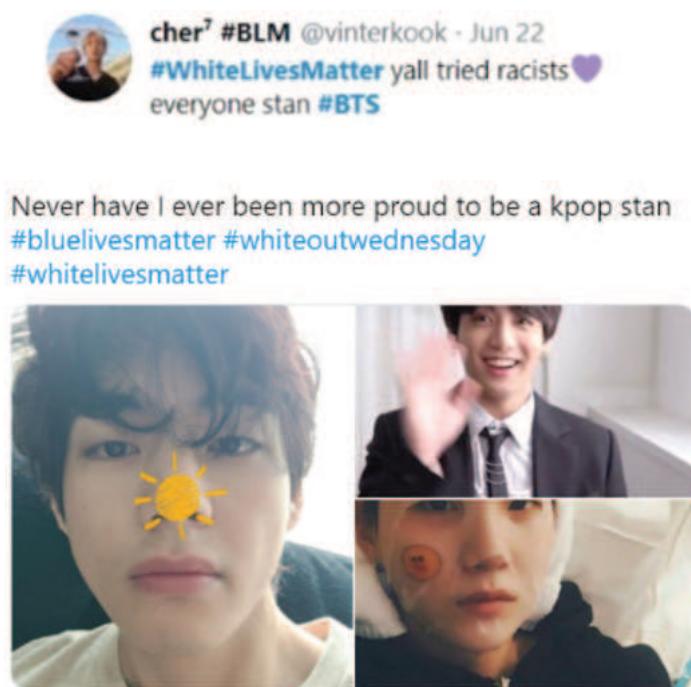 cher⁷ #BLM @vinterkook · Jun 22
#WhiteLivesMatter yall tried racists💜
everyone stan #BTS
Never have I ever been more proud to be a kpop stan
#bluelivesmatter #whiteoutwednesday
#whitelivesmatter